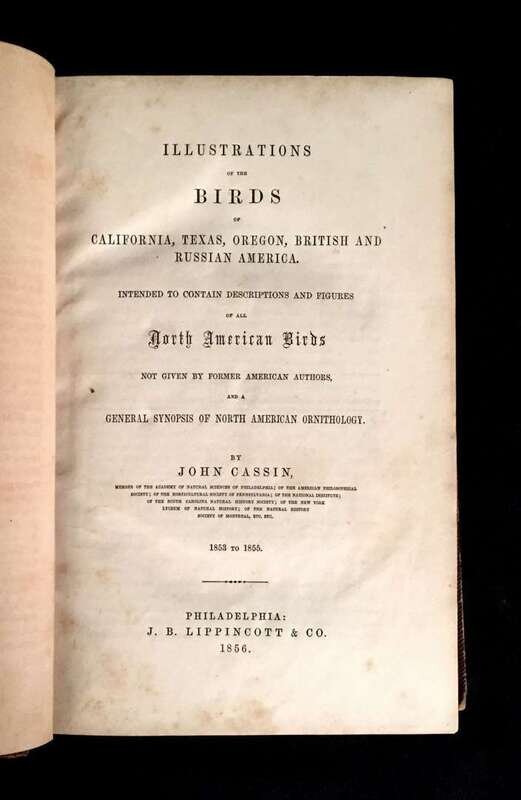 ILLUSTRATIONS
OF THE
BIRDS
OF
CALIFORNIA, TEXAS, OREGON, BRITISH AND
RUSSIAN AMERICA.
INTENDED TO CONTAIN DESCRIPTIONS AND FIGURES
OF ALL
North American Birds
NOT GIVEN BY FORMER AMERICAN AUTHORS,
AND A
GENERAL SYNOPSIS OF NORTH AMERICAN ORNITHOLOGY.
BY
JOHN CASSIN,
MEMBER OF THE ACADEMY OF NATURAL SCIENCES OF PHILADELPHIA; OF THE AMERICAN PHILOSOPHICAL
SOCIETY; OF THE HORTICULTURAL SOCIETY OF PENNSYLVANIA; OF THE NATIONAL INSTITUTE;
OF THE SOUTH CAROLINA NATURAL HISTORY SOCIETY; OF THE NEW YORK
LYCEUM OF NATURAL HISTORY; OF THE NATURAL HISTORY
SOCIETY OF MONTREAL, ETC. ETC.
1853 TO 1855.
PHILADELPHIA:
J. B. LIPPINCOTT & CO.
1856.